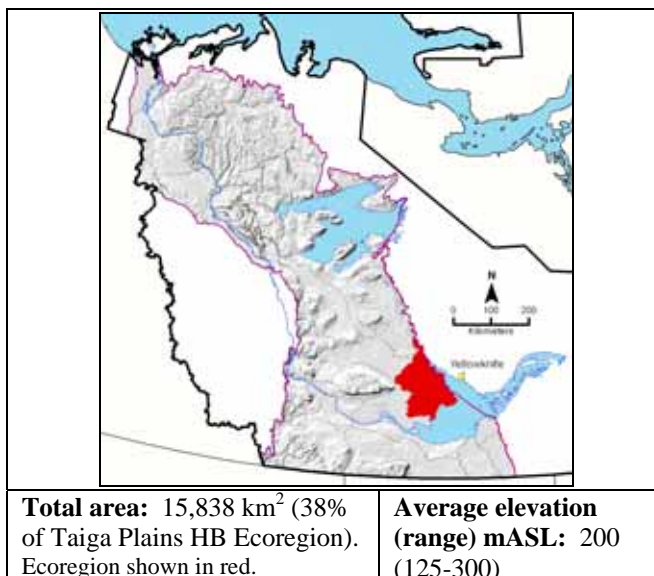 N
0 100 200
Kilometers
Yellowknife
Total area: 15,838 km² (38%
of Taiga Plains HB Ecoregion).
Ecoregion shown in red.
Average elevation
(range) mASL: 200
(125-300)